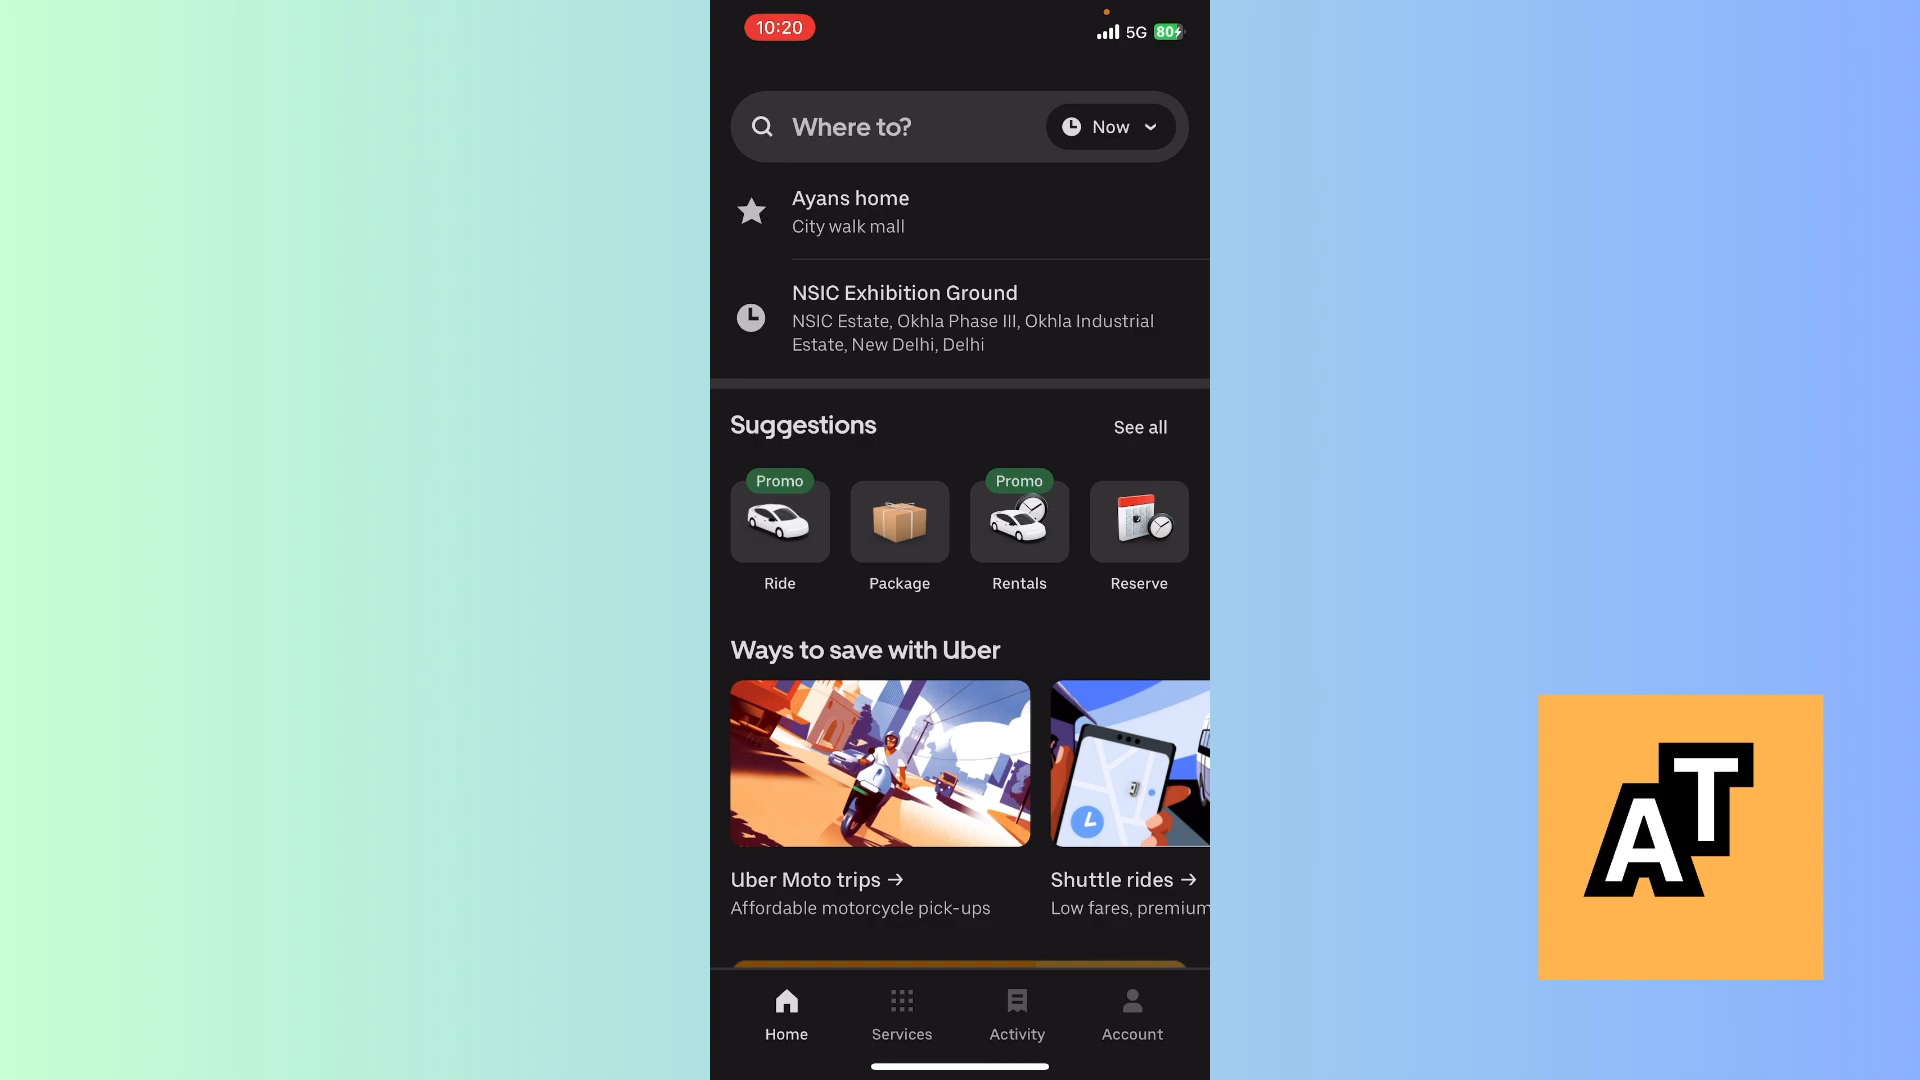 10:20
5G
80
Where to?
Now
Ayans home
City walk mall
NSIC Exhibition Ground
NSIC Estate, Okhla Phase III, Okhla Industrial
Estate, New Delhi, Delhi
Suggestions
See all
Promo
Promo
Ride
Package
Rentals
Reserve
Ways to save with Uber
Uber Moto trips →
Affordable motorcycle pick-ups
Shuttle rides →
Low fares, premium
Home
Services
Activity
Account
AT